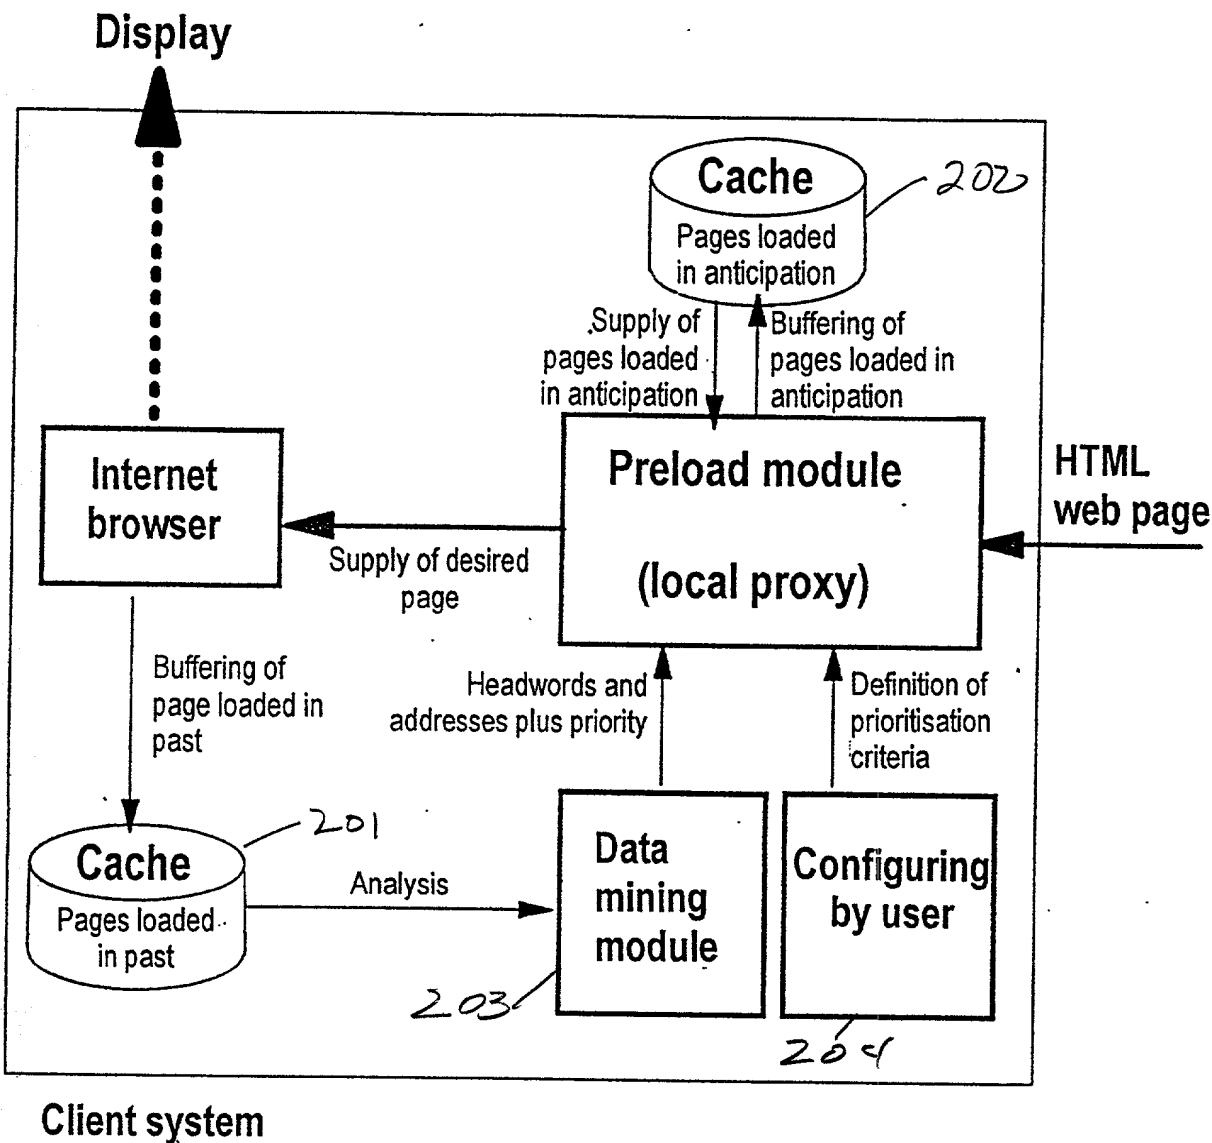 Display
Cache
202
Pages loaded
in anticipation
Supply of
pages loaded
in anticipation
Buffering of
pages loaded in
anticipation
Internet
browser
Preload module
(local proxy)
HTML
web page
Supply of desired
page
Buffering of
page loaded in
past
Headwords and
addresses plus priority
Definition of
prioritisation
criteria
201
Cache
Pages loaded
in past
Analysis
Data
mining
module
Configuring
by user
203
204
Client system